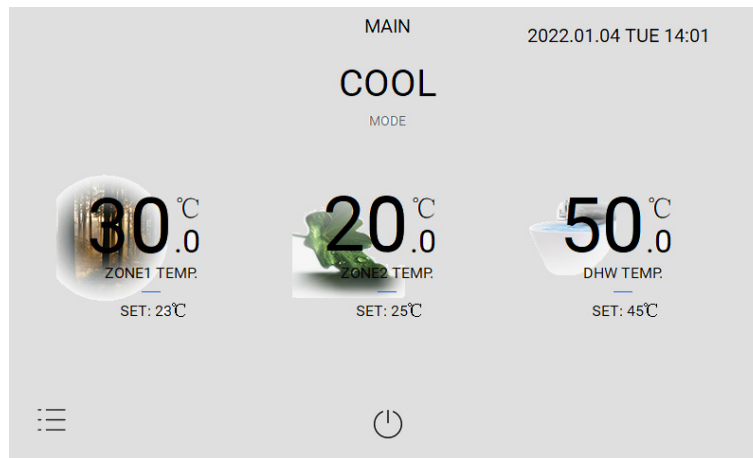 MAIN
2022.01.04 TUE 14:01
COOL
MODE
30.0℃
20.0℃
50.0℃
ZONE1 TEMP.
ZONE2 TEMP.
DHW TEMP.
SET: 23℃
SET: 25℃
SET: 45℃